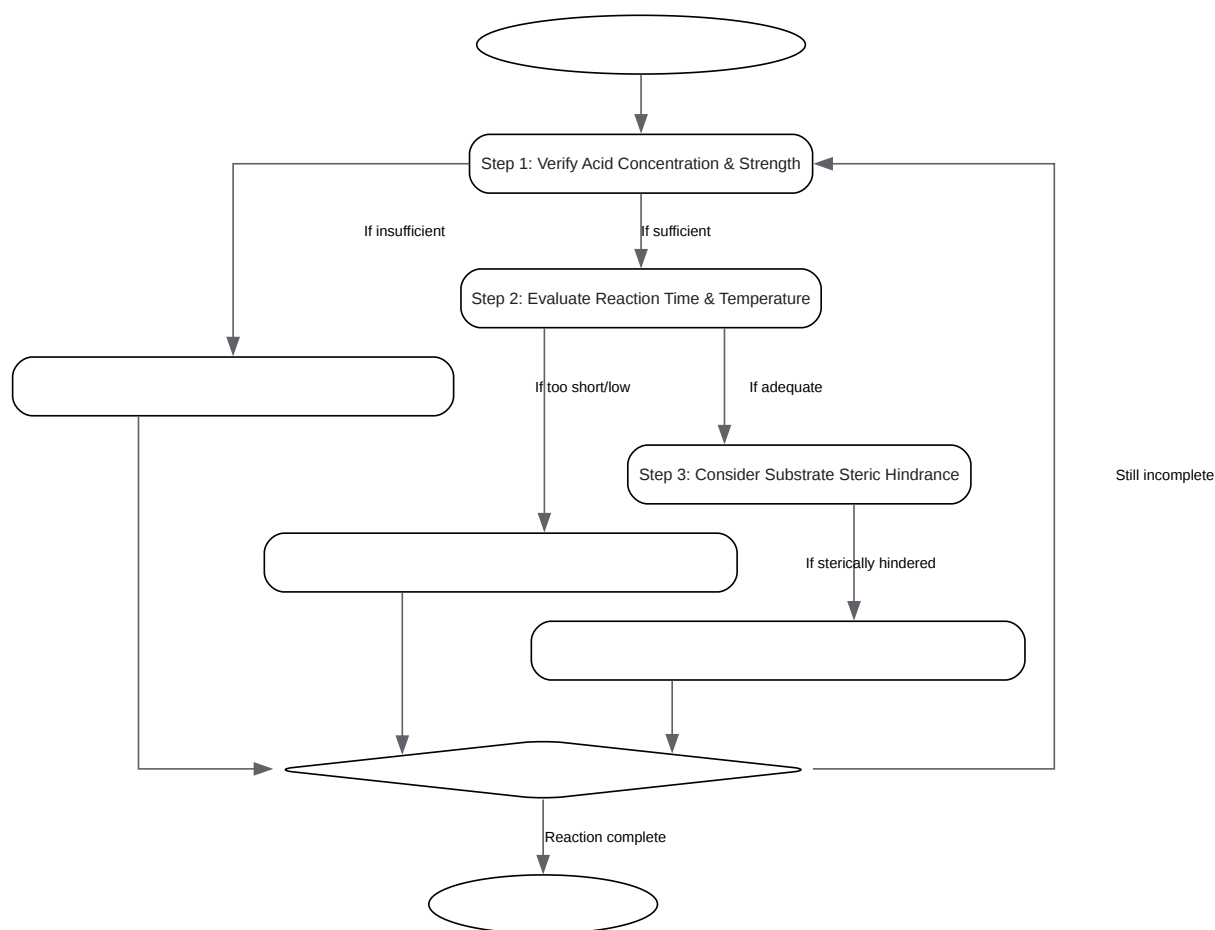 Step 1: Verify Acid Concentration & Strength
If insufficient
If sufficient
Step 2: Evaluate Reaction Time & Temperature
If too short/low
If adequate
Step 3: Consider Substrate Steric Hindrance
Still incomplete
If sterically hindered
Reaction complete